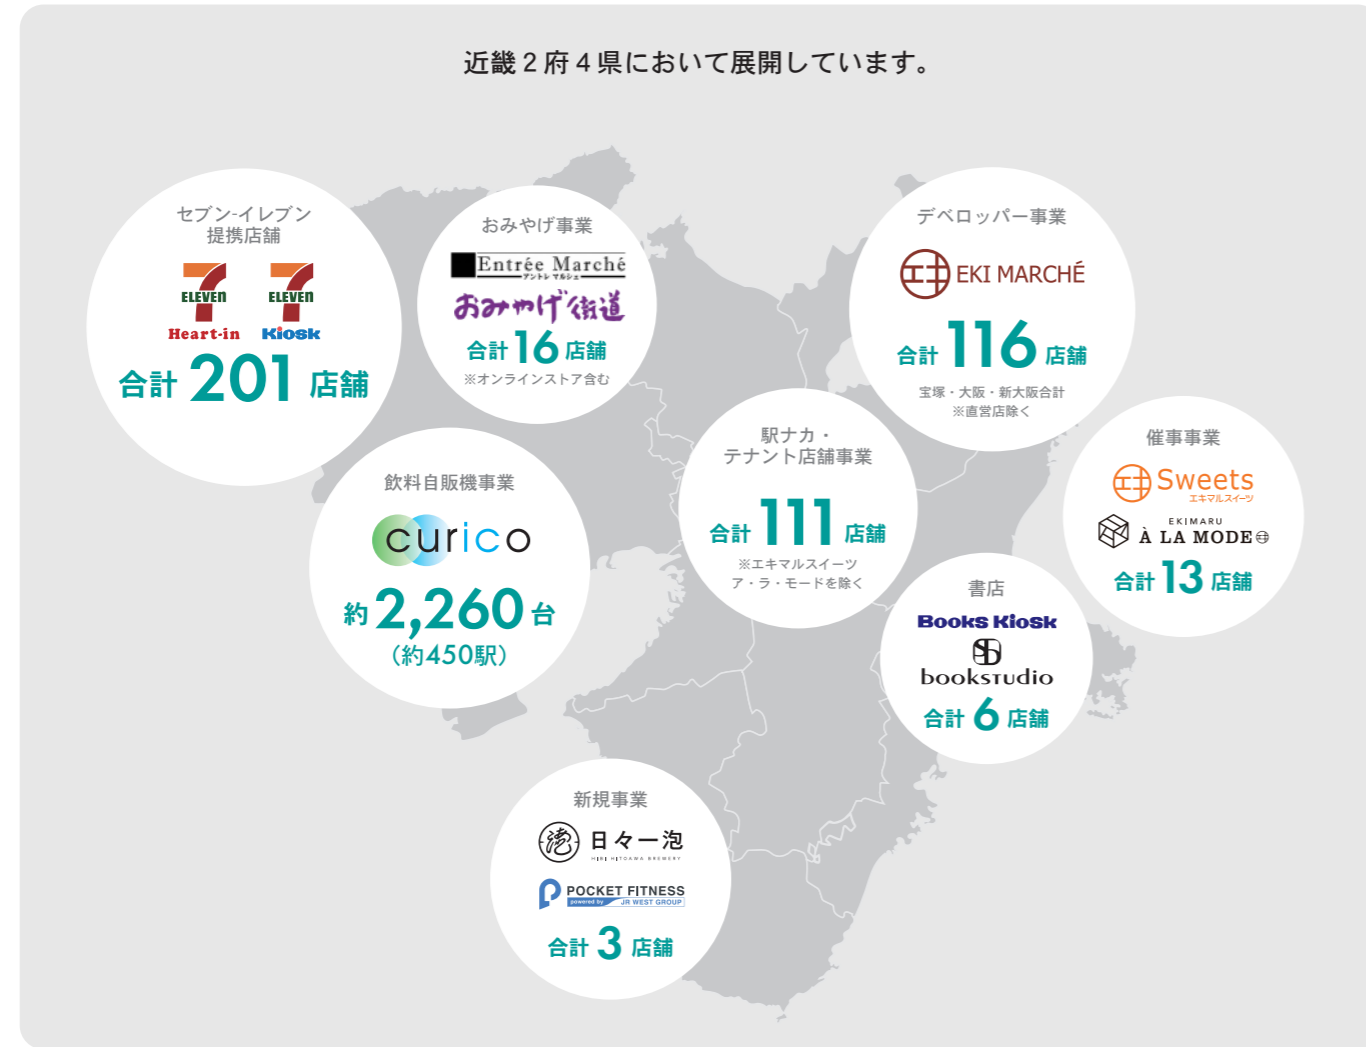 近畿２府４県において展開しています。
セブン-イレブン
提携店舗
7 7
ELEVEN ELEVEN
Heart-in Kiosk
合計 201 店舗
おみやげ事業
Entrée Marché
アントレ マルシェ
おみやげ街道
合計 16 店舗
※オンラインストア含む
デベロッパー事業
エキ EKI MARCHÉ
合計 116 店舗
宝塚・大阪・新大阪合計
※直営店除く
飲料自販機事業
curico
約 2,260 台
（約450駅）
駅ナカ・
テナント店舗事業
合計 111 店舗
※エキマルスイーツ
ア・ラ・モードを除く
催事事業
エキ Sweets
エキマルスイーツ
EKIMARU
À LA MODE
合計 13 店舗
書店
Books Kiosk
bookstudio
合計 6 店舗
新規事業
日々一泡
HIBI HITOAWA BREWERY
POCKET FITNESS
powered by JR WEST GROUP
合計 3 店舗